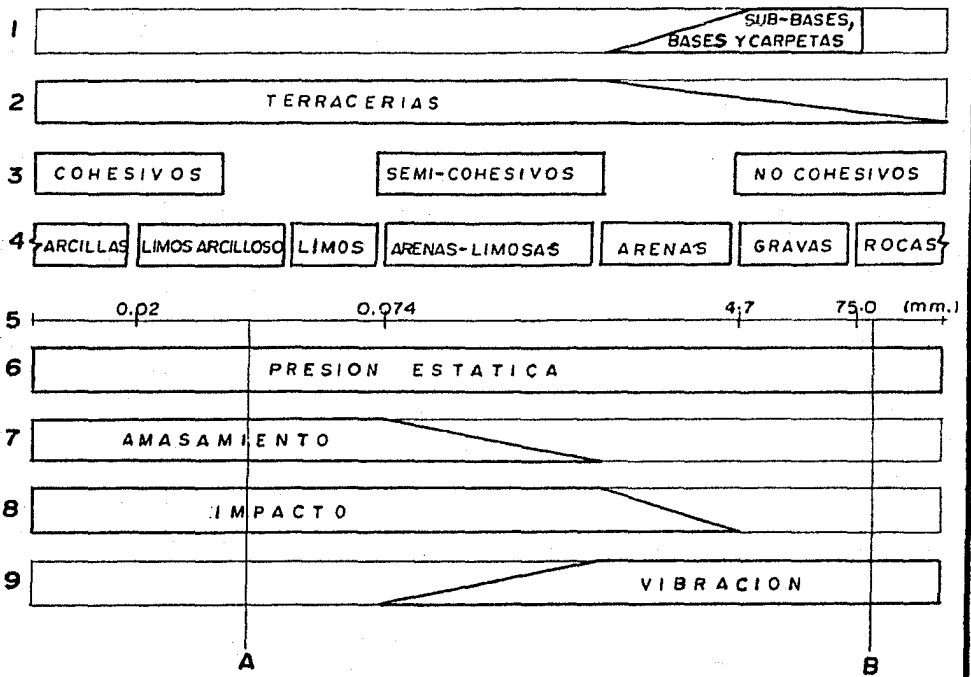 1 SUB-BASES,
BASES Y CARPETAS
2 TERRACERIAS
3 COHESIVOS SEMI-COHESIVOS NO COHESIVOS
4 ARCILLAS LIMOS ARCILLOSO LIMOS ARENAS-LIMOSAS ARENAS GRAVAS ROCAS
5 0.02 0.074 4.7 75.0 (mm.)
6 PRESION ESTATICA
7 AMASAMIENTO
8 IMPACTO
9 VIBRACION
A B